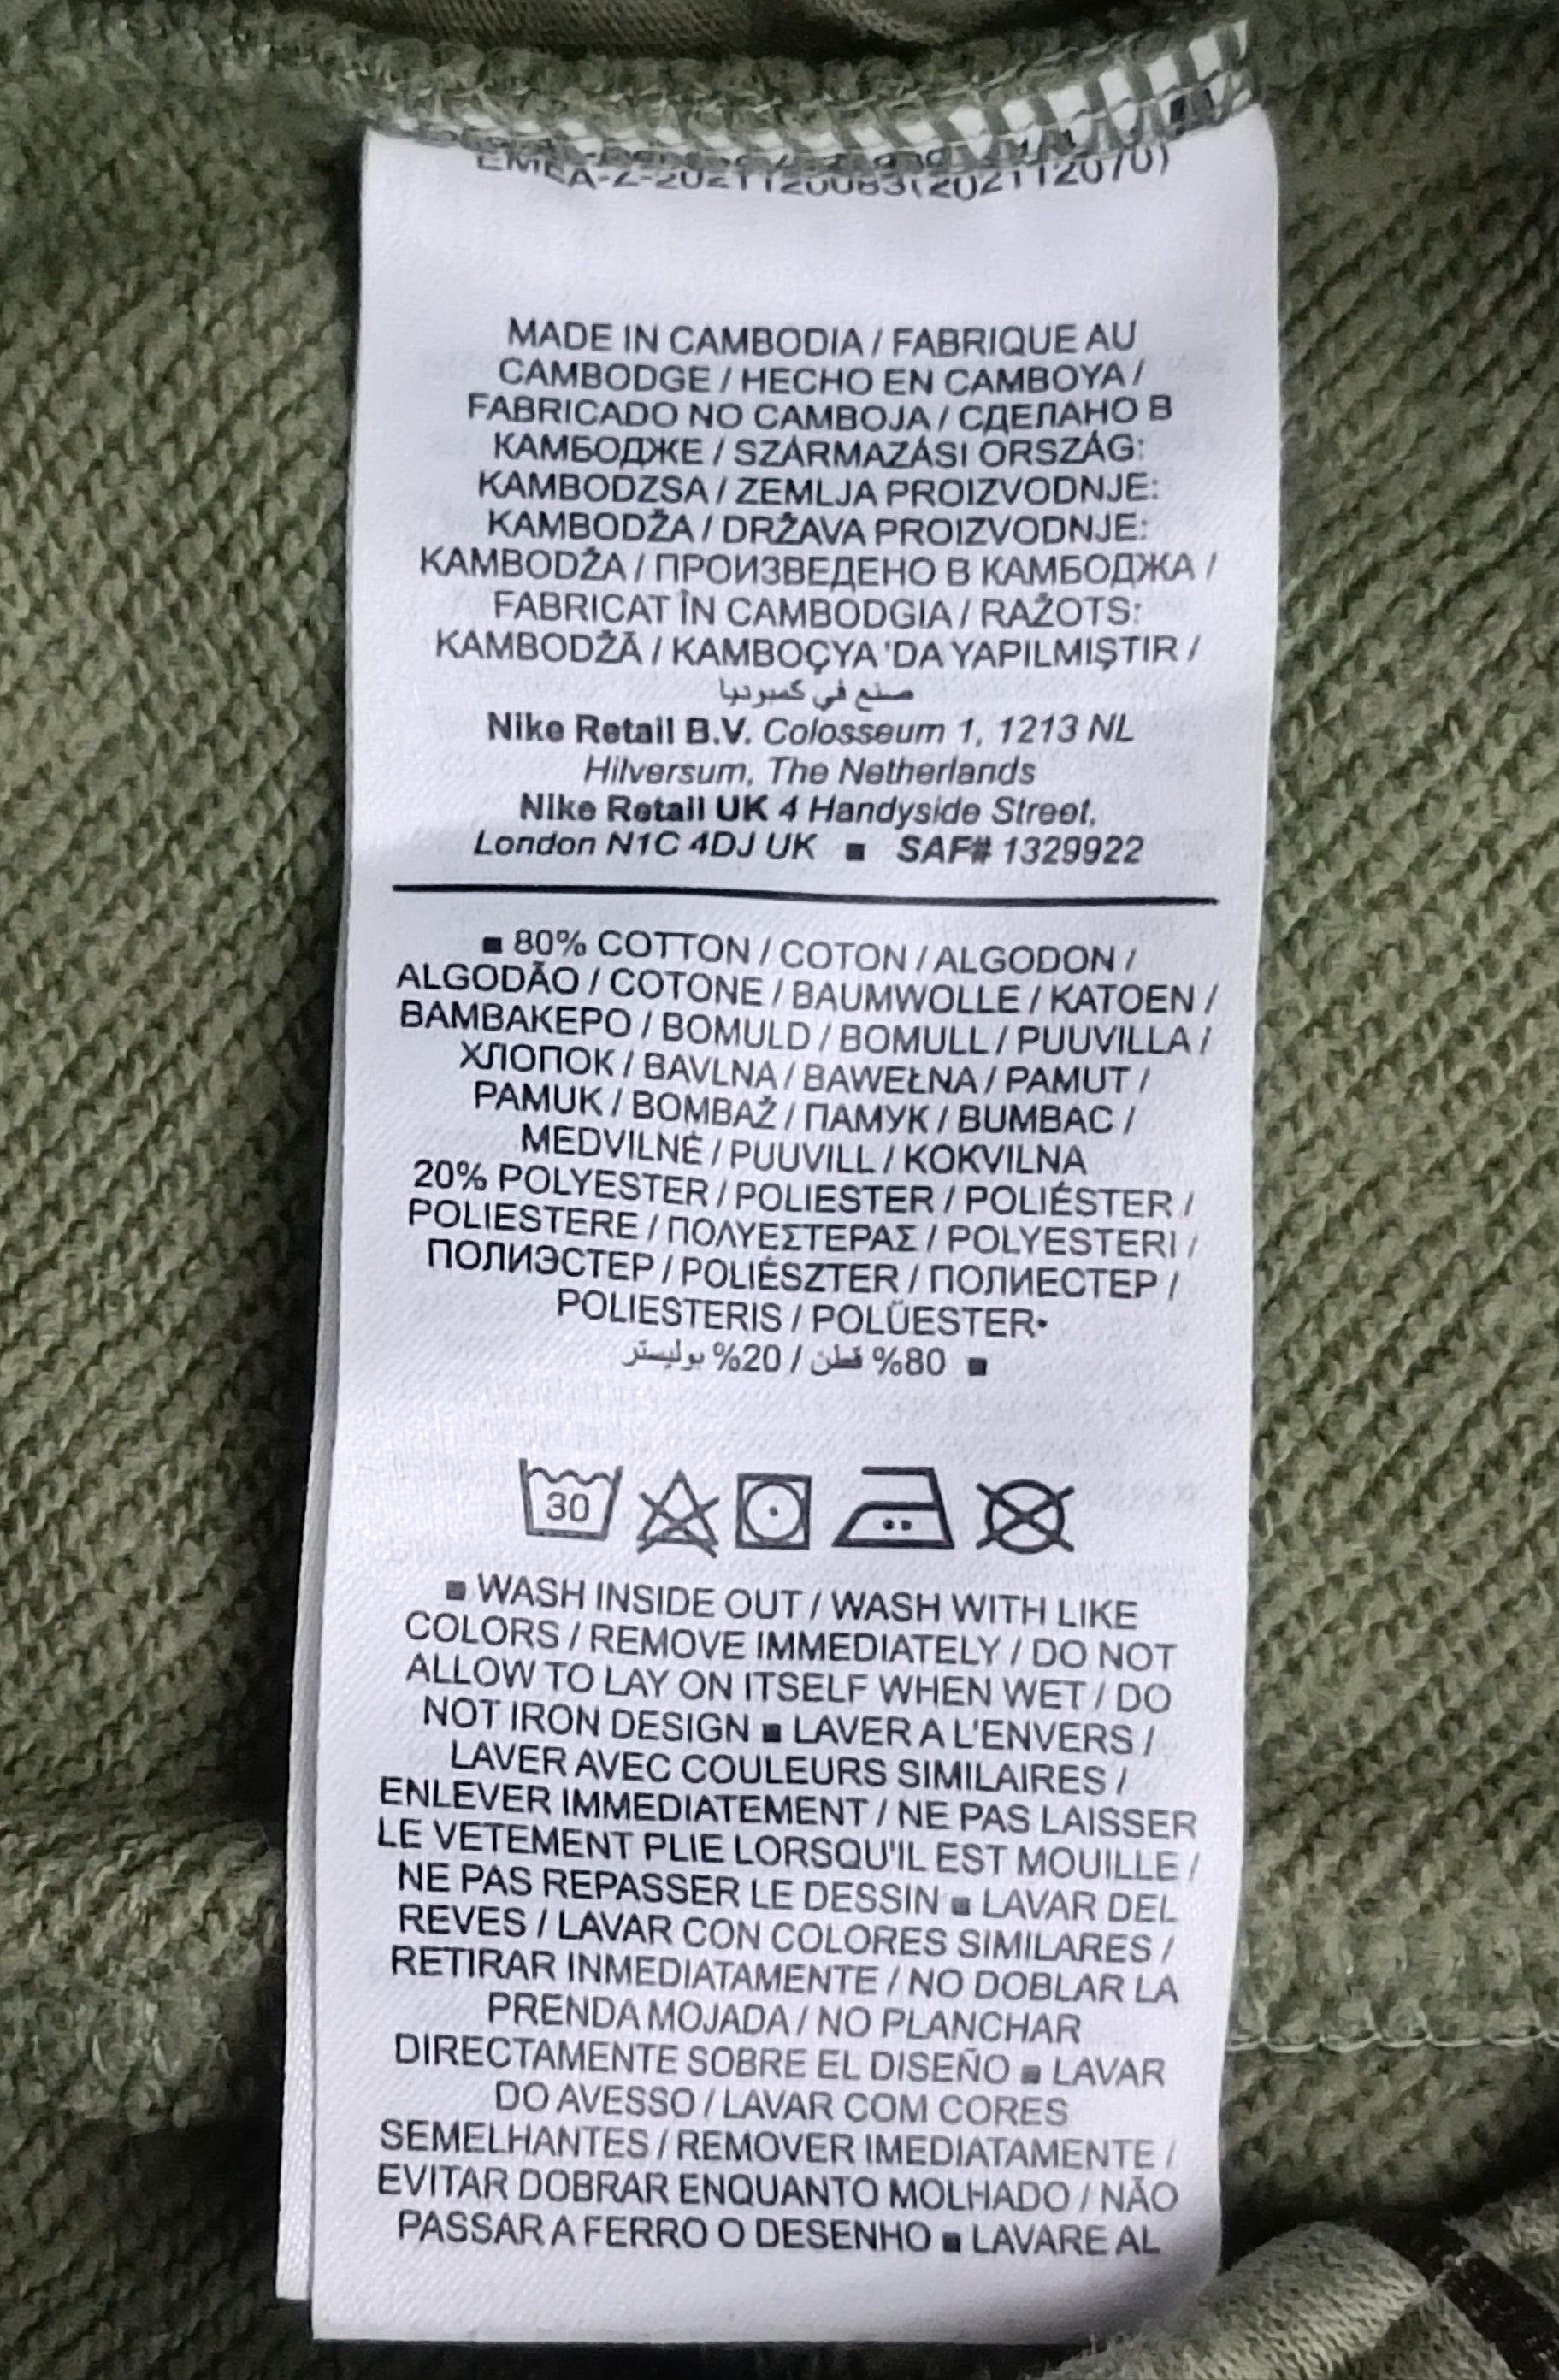 EMEA-Z-2021120083(202112070)
MADE IN CAMBODIA / FABRIQUE AU
CAMBODGE / HECHO EN CAMBOYA /
FABRICADO NO CAMBOJA / СДЕЛАНО В
КАМБОДЖЕ / SZÁRMAZÁSI ORSZÁG:
KAMBODZSA / ZEMLJA PROIZVODNJE:
KAMBODŽA / DRŽAVA PROIZVODNJE:
KAMBODŽA / ПРОИЗВЕДЕНО В КАМБОДЖА /
FABRICAT ÎN CAMBODGIA / RAŽOTS:
KAMBODŽĀ / KAMBOÇYA 'DA YAPILMIŞTIR /
صنع في كمبوديا
Nike Retail B.V. Colosseum 1, 1213 NL
Hilversum, The Netherlands
Nike Retail UK 4 Handyside Street,
London N1C 4DJ UK ■ SAF# 1329922
■ 80% COTTON / COTON / ALGODON /
ALGODÃO / COTONE / BAUMWOLLE / KATOEN /
ΒΑΜΒΑΚΕΡΟ / BOMULD / BOMULL / PUUVILLA /
ХЛОПОК / BAVLNA / BAWEŁNA / PAMUT /
PAMUK / BOMBAŽ / ПАМУК / BUMBAC /
MEDVILNĖ / PUUVILL / KOKVILNA
20% POLYESTER / POLIESTER / POLIÉSTER /
POLIESTERE / ΠΟΛΥΕΣΤΕΡΑΣ / POLYESTERI /
ПОЛИЭСТЕР / POLIÉSZTER / ПОЛИЕСТЕР /
POLIESTERIS / POLÜESTER•
■ 80% قطن / 20% بوليستر
30
■ WASH INSIDE OUT / WASH WITH LIKE
COLORS / REMOVE IMMEDIATELY / DO NOT
ALLOW TO LAY ON ITSELF WHEN WET / DO
NOT IRON DESIGN ■ LAVER A L'ENVERS /
LAVER AVEC COULEURS SIMILAIRES /
ENLEVER IMMEDIATEMENT / NE PAS LAISSER
LE VETEMENT PLIE LORSQU'IL EST MOUILLE /
NE PAS REPASSER LE DESSIN ■ LAVAR DEL
REVES / LAVAR CON COLORES SIMILARES /
RETIRAR INMEDIATAMENTE / NO DOBLAR LA
PRENDA MOJADA / NO PLANCHAR
DIRECTAMENTE SOBRE EL DISEÑO ■ LAVAR
DO AVESSO / LAVAR COM CORES
SEMELHANTES / REMOVER IMEDIATAMENTE /
EVITAR DOBRAR ENQUANTO MOLHADO / NÃO
PASSAR A FERRO O DESENHO ■ LAVARE AL